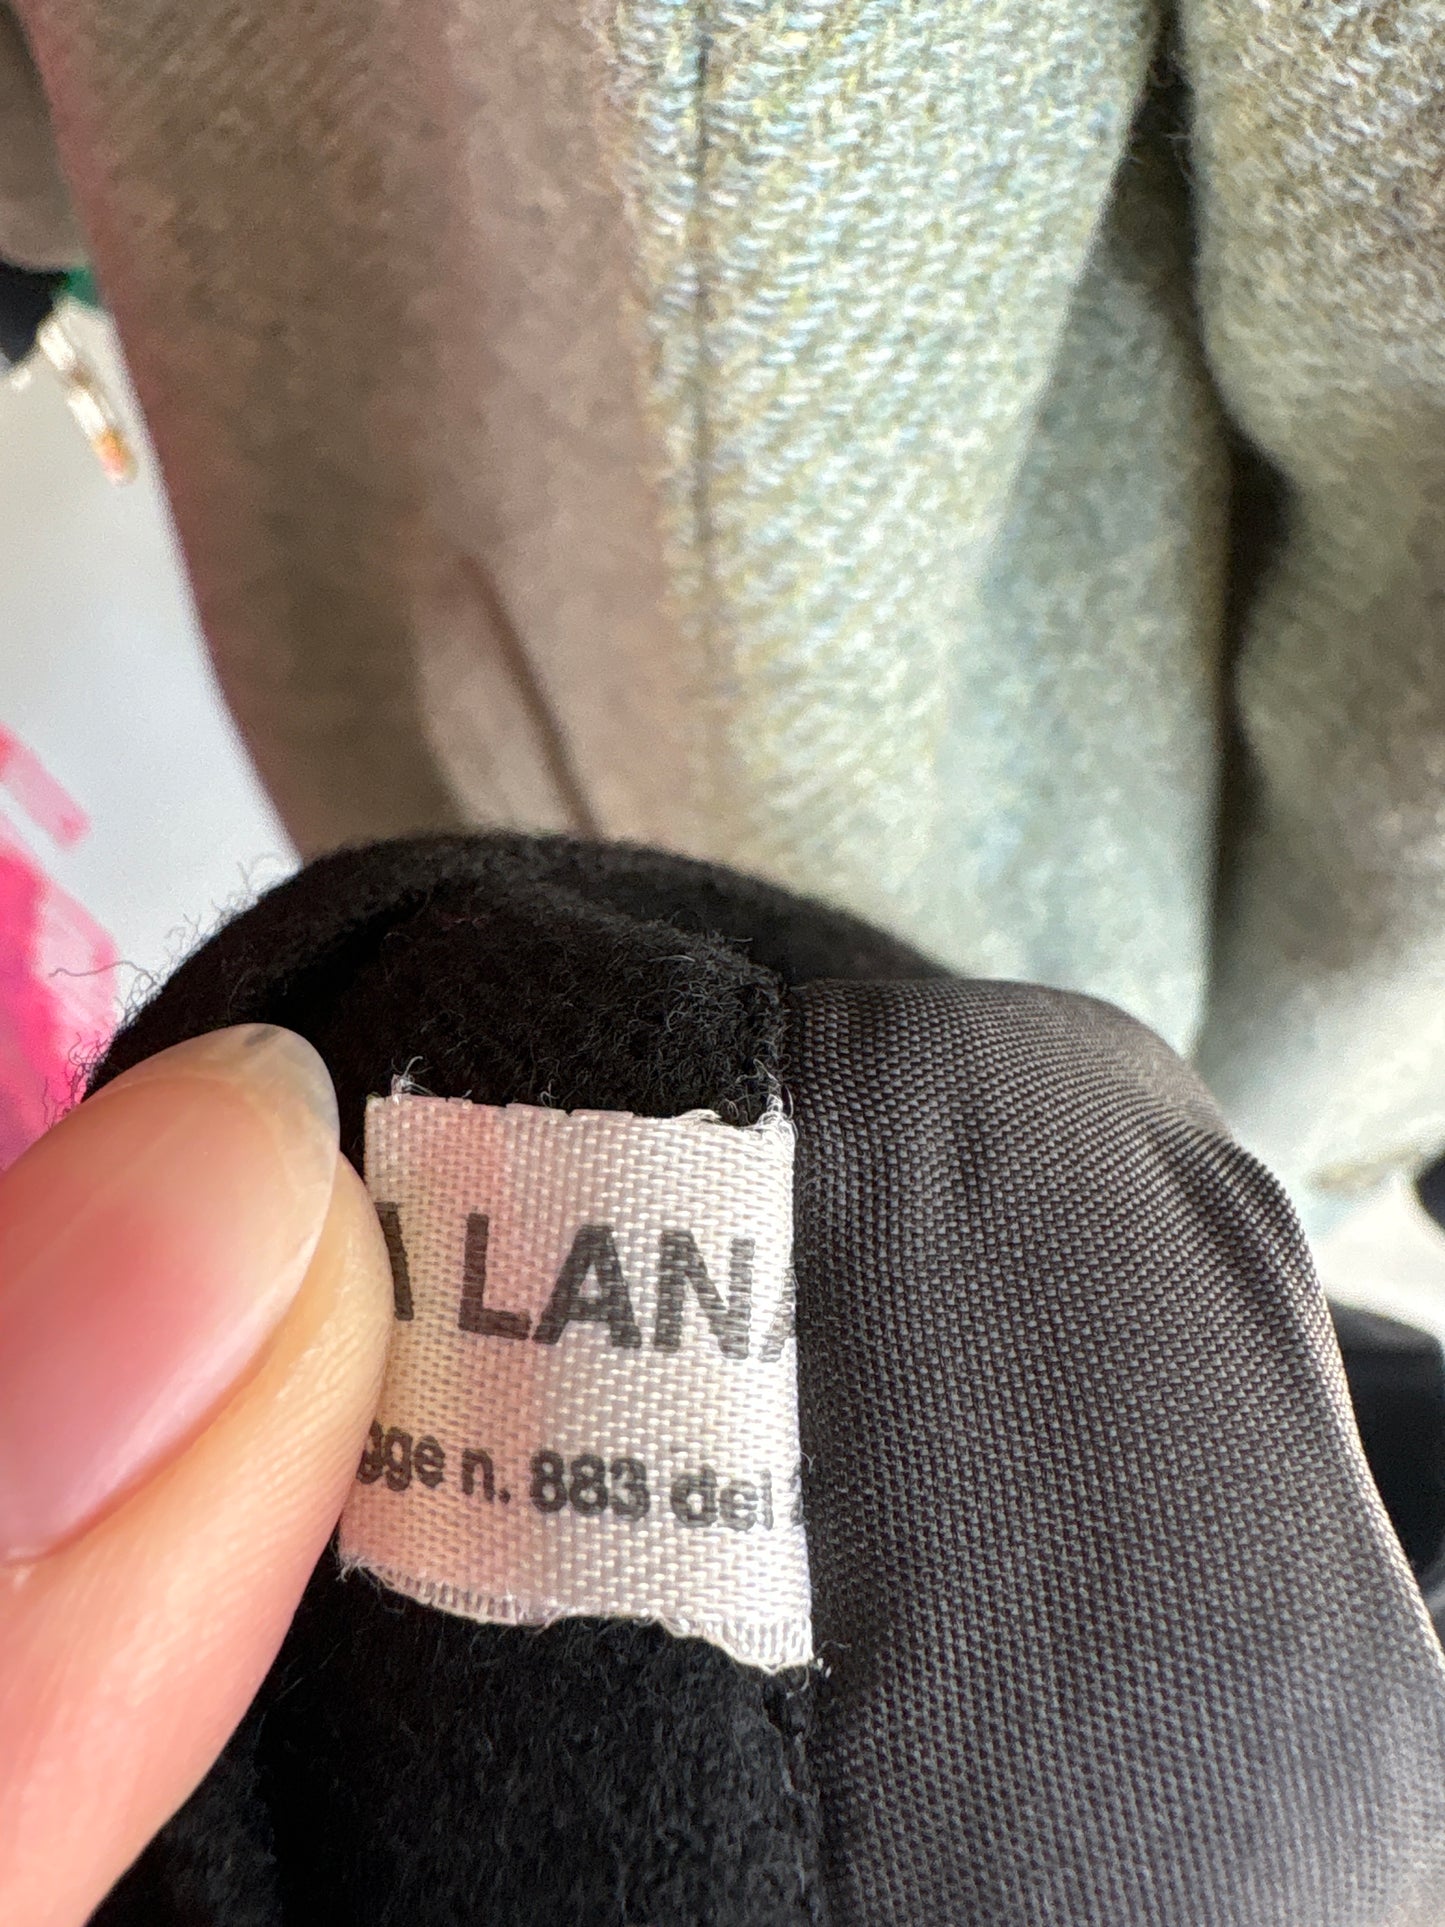 LAN
gge n. 883 del